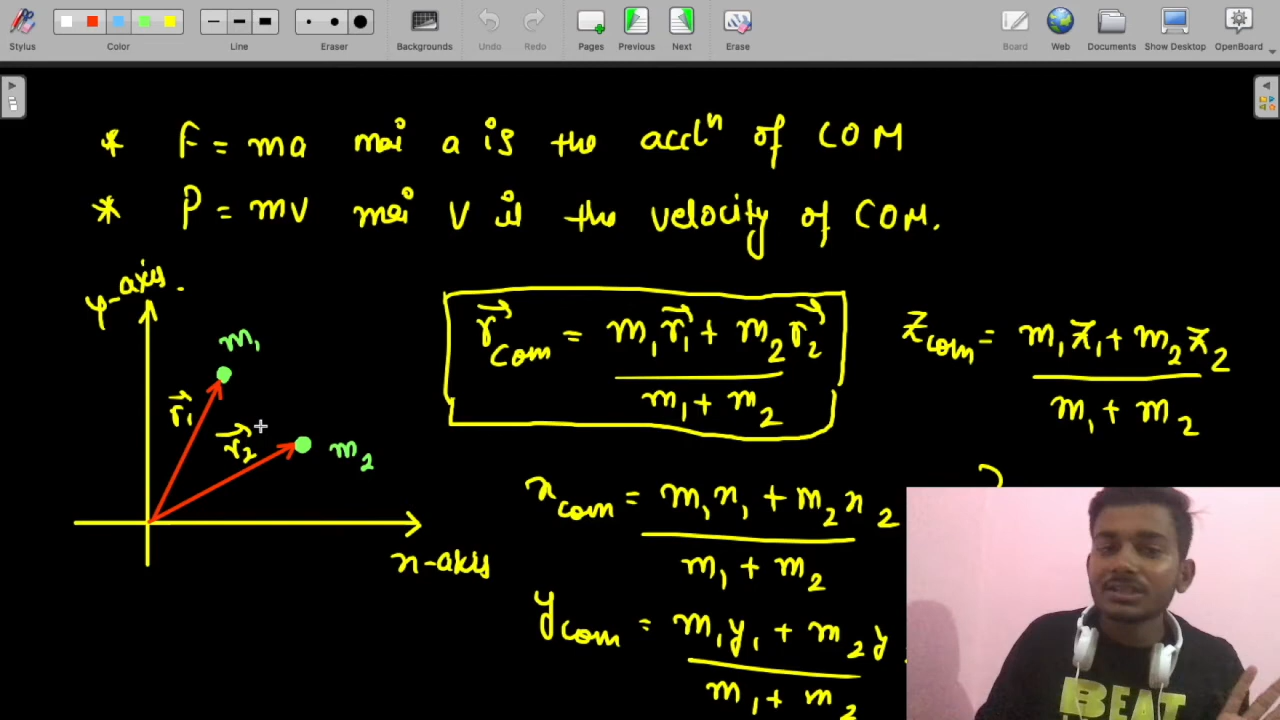 Stylus Color Line Eraser Backgrounds Undo Redo Pages Previous Next Erase Board Web Documents Show Desktop OpenBoard
* F = ma mei a is the accl^n of COM
* P = mv mei V is the velocity of COM.
y-axis.
m₁
r⃗₁
r⃗₂
m₂
x-axis
r⃗com = m₁r⃗₁ + m₂r⃗₂
m₁ + m₂
zcom = m₁z₁ + m₂z₂
m₁ + m₂
xcom = m₁x₁ + m₂x₂
m₁ + m₂
ycom = m₁y₁ + m₂y
m₁ + m₂
BEAT